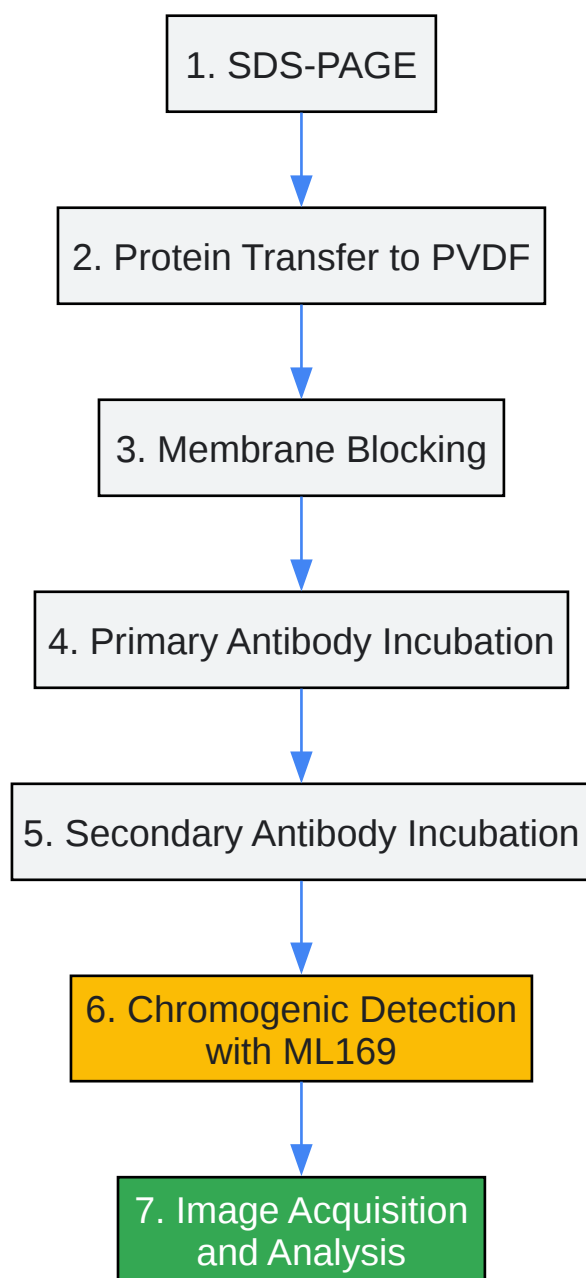 1. SDS-PAGE
2. Protein Transfer to PVDF
3. Membrane Blocking
4. Primary Antibody Incubation
5. Secondary Antibody Incubation
6. Chromogenic Detection
with ML169
7. Image Acquisition
and Analysis